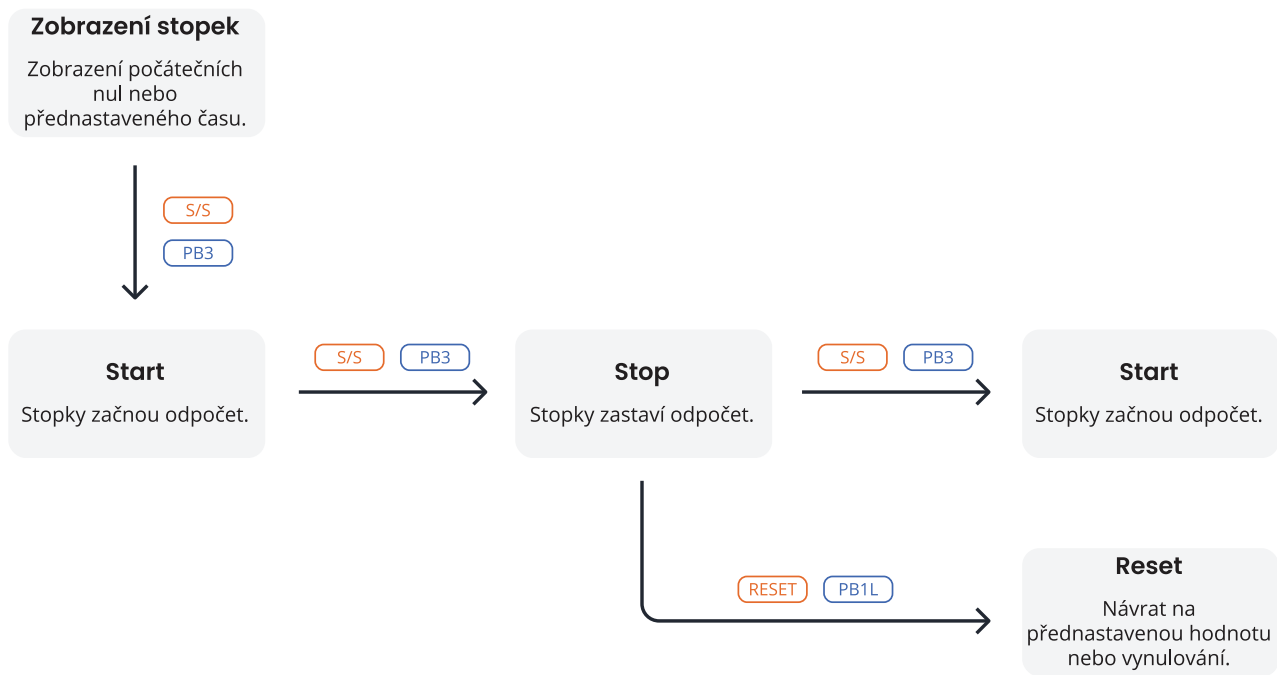 Zobrazení stopek
Zobrazení počátečních
nul nebo
přednastaveného času.
S/S
PB3
Start
Stopky začnou odpočet.
S/S
PB3
Stop
Stopky zastaví odpočet.
S/S
PB3
Start
Stopky začnou odpočet.
RESET
PB1L
Reset
Návrat na
přednastavenou hodnotu
nebo vynulování.